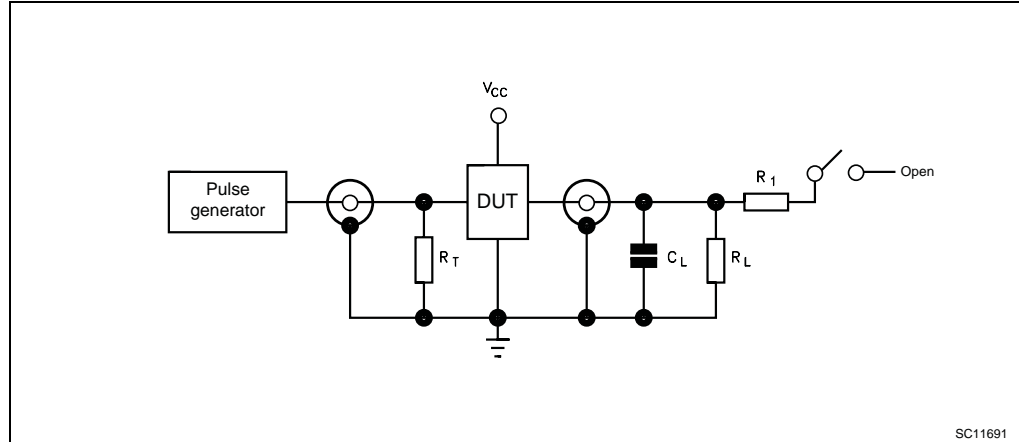 VCC
Pulse
generator
DUT
RT
CL
RL
R1
Open
SC11691